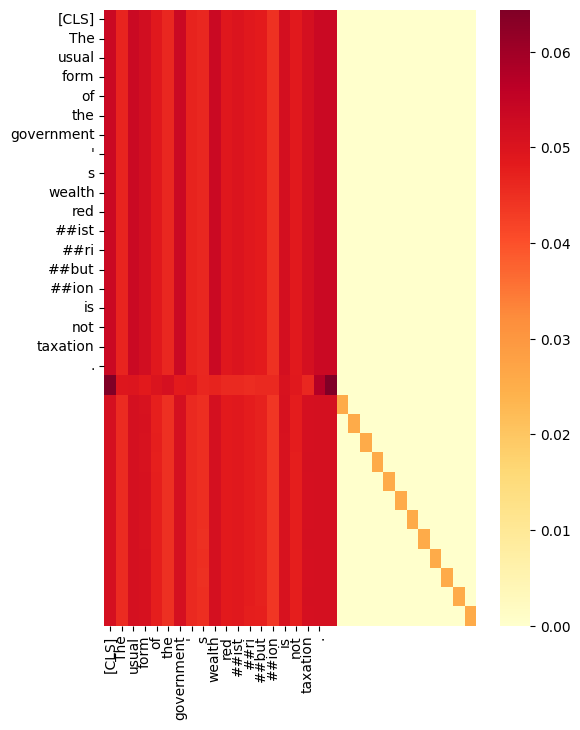 [CLS]
The
usual
form
of
the
government
'
s
wealth
red
##ist
##ri
##but
##ion
is
not
taxation
.
[CLS]
The
usual
form
of
the
government
'
s
wealth
red
##ist
##ri
##but
##ion
is
not
taxation
.
0.06
0.05
0.04
0.03
0.02
0.01
0.00